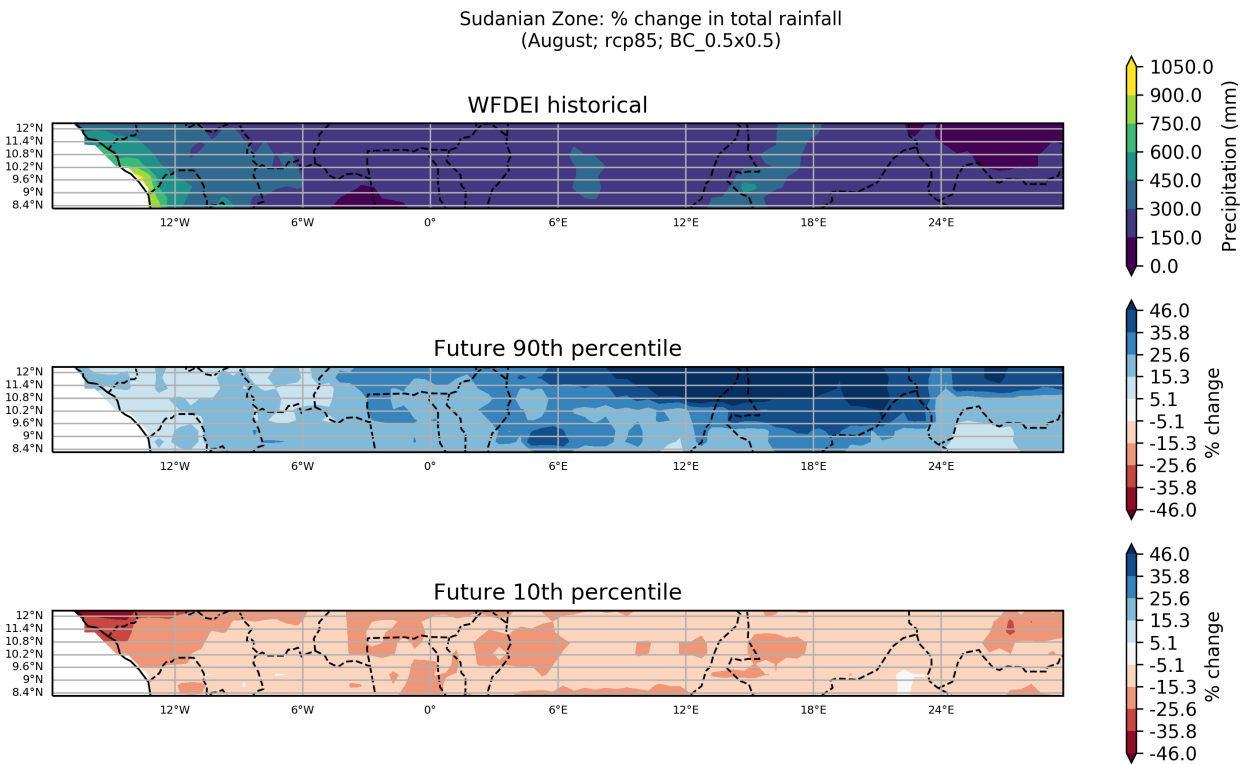 Sudanian Zone: % change in total rainfall
(August; rcp85; BC_0.5x0.5)
WFDEI historical
12°N
11.4°N
10.8°N
10.2°N
9.6°N
9°N
8.4°N
12°W
6°W
0°
6°E
12°E
18°E
24°E
1050.0
900.0
750.0
600.0
450.0
300.0
150.0
0.0
Precipitation (mm)
Future 90th percentile
12°N
11.4°N
10.8°N
10.2°N
9.6°N
9°N
8.4°N
12°W
6°W
0°
6°E
12°E
18°E
24°E
46.0
35.8
25.6
15.3
5.1
-5.1
-15.3
-25.6
-35.8
-46.0
% change
Future 10th percentile
12°N
11.4°N
10.8°N
10.2°N
9.6°N
9°N
8.4°N
12°W
6°W
0°
6°E
12°E
18°E
24°E
46.0
35.8
25.6
15.3
5.1
-5.1
-15.3
-25.6
-35.8
-46.0
% change